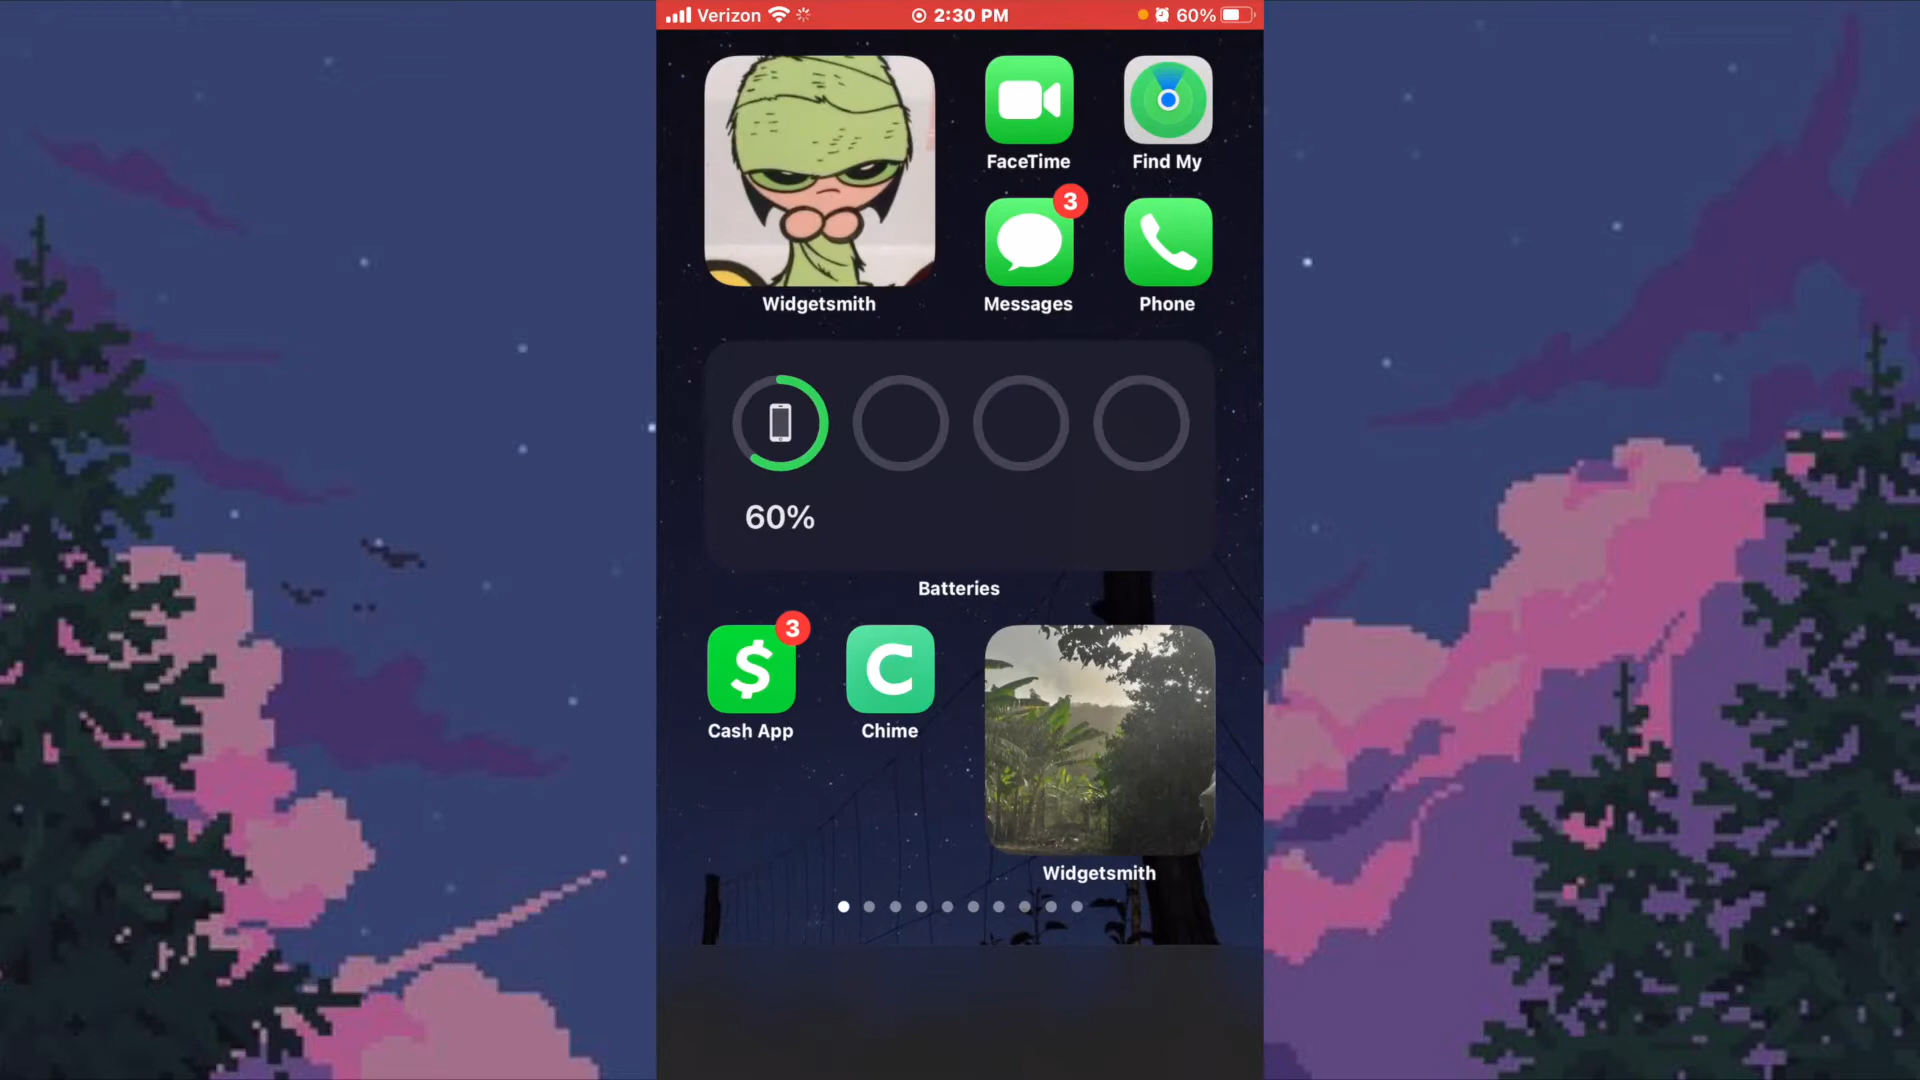 Verizon 2:30 PM 60%
FaceTime
Find My
3
Widgetsmith
Messages
Phone
60%
Batteries
3
$
C
Cash App
Chime
Widgetsmith